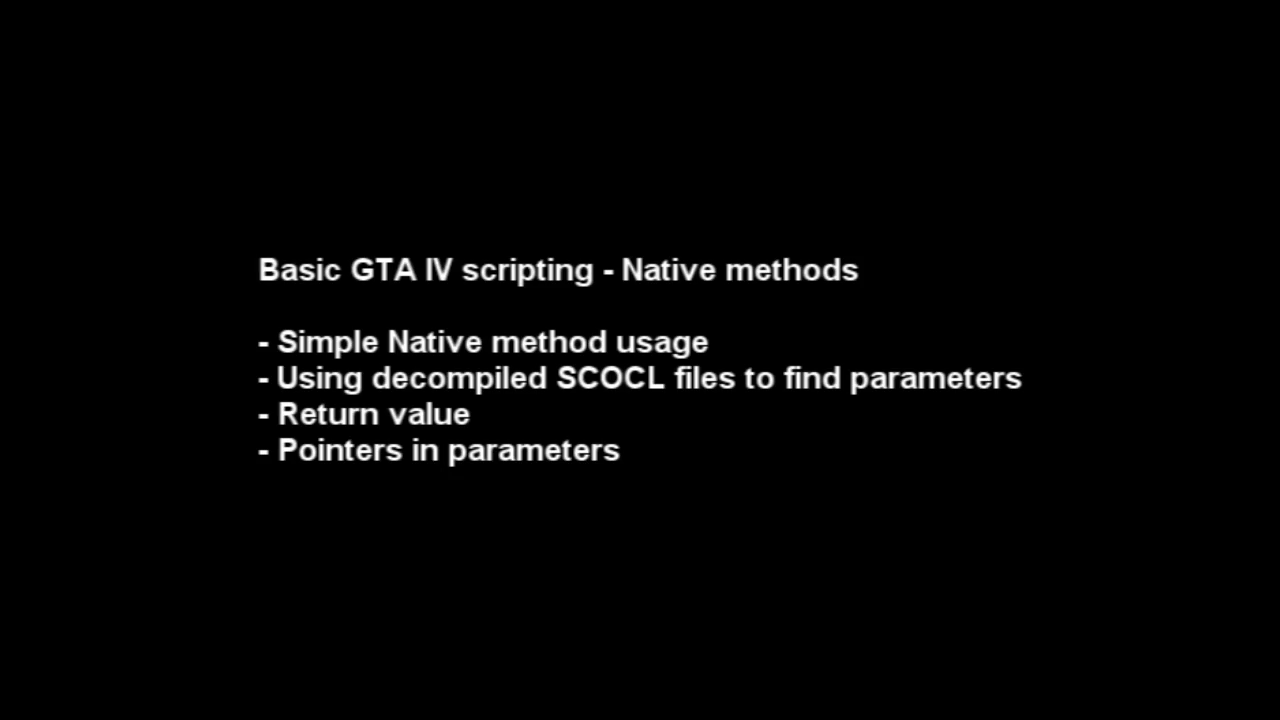 Basic GTA IV scripting - Native methods
- Simple Native method usage
- Using decompiled SCOCL files to find parameters
- Return value
- Pointers in parameters